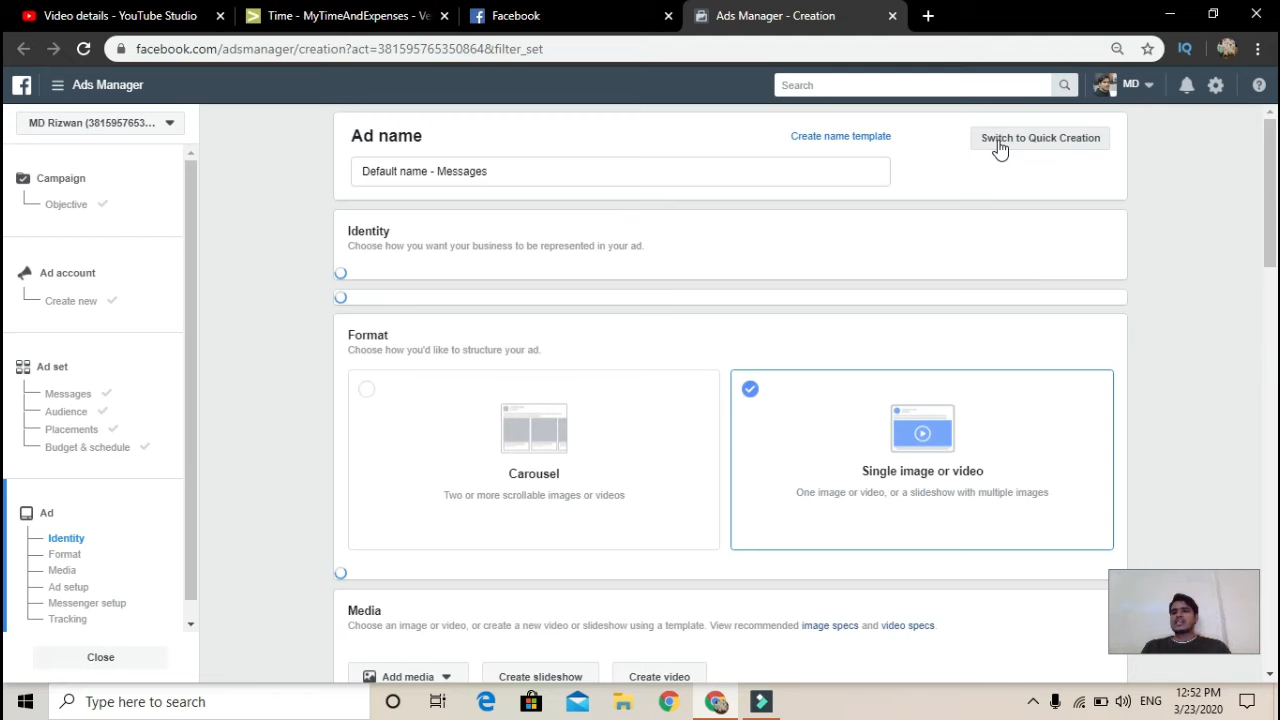 video details - YouTube Studio
Time - MyTimeAndExpenses - Ve
Facebook
Ads Manager - Creation
facebook.com/adsmanager/creation?act=381595765350864&filter_set
Ads Manager
Search
MD
MD Rizwan (3815957653...
Campaign
Objective
Ad account
Create new
Ad set
Messages
Audience
Placements
Budget & schedule
Ad
Identity
Format
Media
Ad setup
Messenger setup
Tracking
Close
Ad name
Create name template
Switch to Quick Creation
Default name - Messages
Identity
Choose how you want your business to be represented in your ad.
Format
Choose how you'd like to structure your ad.
Carousel
Two or more scrollable images or videos
Single image or video
One image or video, or a slideshow with multiple images
Media
Choose an image or video, or create a new video or slideshow using a template. View recommended image specs and video specs.
Add media
Create slideshow
Create video
Type here to search
ENG
12:52 PM
3/23/2020